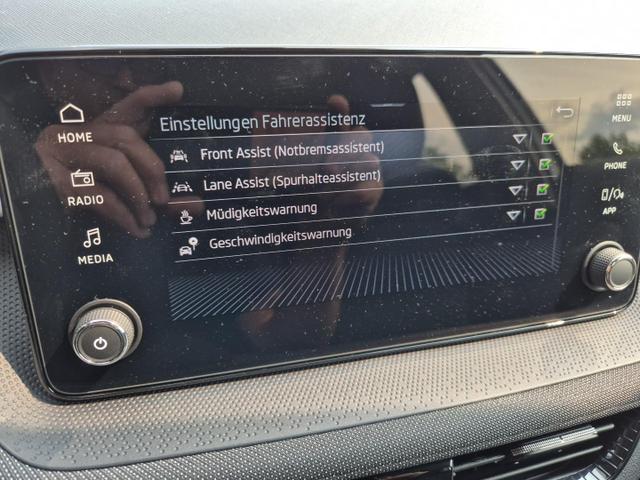 HOME
RADIO
MEDIA
Einstellungen Fahrerassistenz
Front Assist (Notbremsassistent)
Lane Assist (Spurhalteassistent)
Müdigkeitswarnung
Geschwindigkeitswarnung
MENU
PHONE
APP